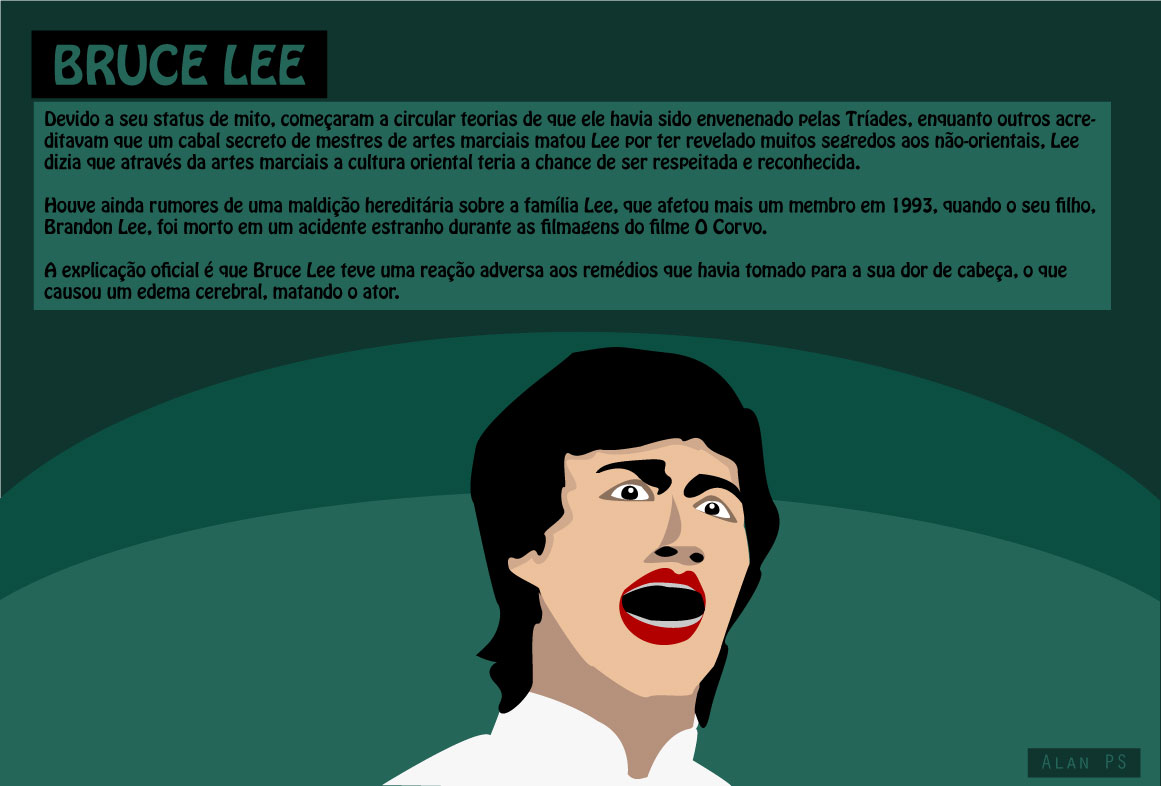 BRUCE LEE
Devido a seu status de mito, começaram a circular teorias de que ele havia sido envenenado pelas Tríades, enquanto outros acre-
ditavam que um cabal secreto de mestres de artes marciais matou Lee por ter revelado muitos segredos aos não-orientais, Lee
dizia que através da artes marciais a cultura oriental teria a chance de ser respeitada e reconhecida.
Houve ainda rumores de uma maldição hereditária sobre a família Lee, que afetou mais um membro em 1993, quando o seu filho,
Brandon Lee, foi morto em um acidente estranho durante as filmagens do filme O Corvo.
A explicação oficial é que Bruce Lee teve uma reação adversa aos remédios que havia tomado para a sua dor de cabeça, o que
causou um edema cerebral, matando o ator.
ALAN PS